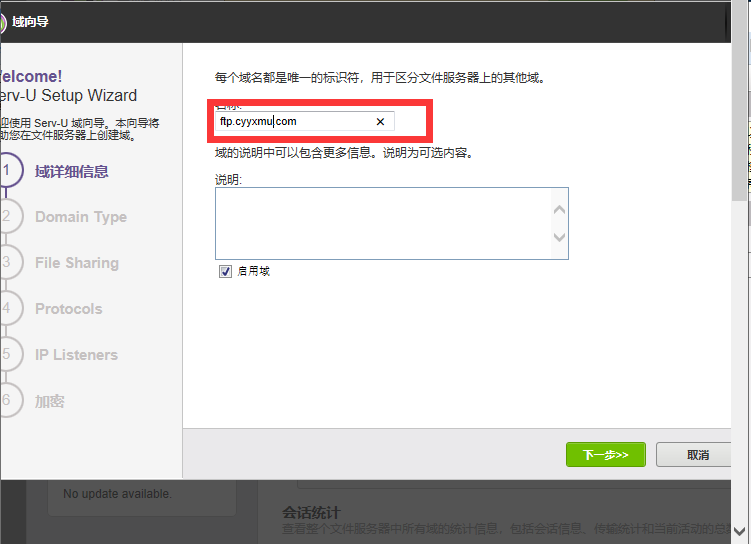 域向导
elcome!
erv-U Setup Wizard
迎使用 Serv-U 域向导。本向导将
助您在文件服务器上创建域。
1 域详细信息
2 Domain Type
3 File Sharing
4 Protocols
5 IP Listeners
6 加密
每个域名都是唯一的标识符，用于区分文件服务器上的其他域。
名称:
ftp.cyyxmu.com
域的说明中可以包含更多信息。说明为可选内容。
说明:
启用域
下一步>>
取消
No update available.
会话统计
查看整个文件服务器中所有域的统计信息，包括会话信息、传输统计和当前活动的总